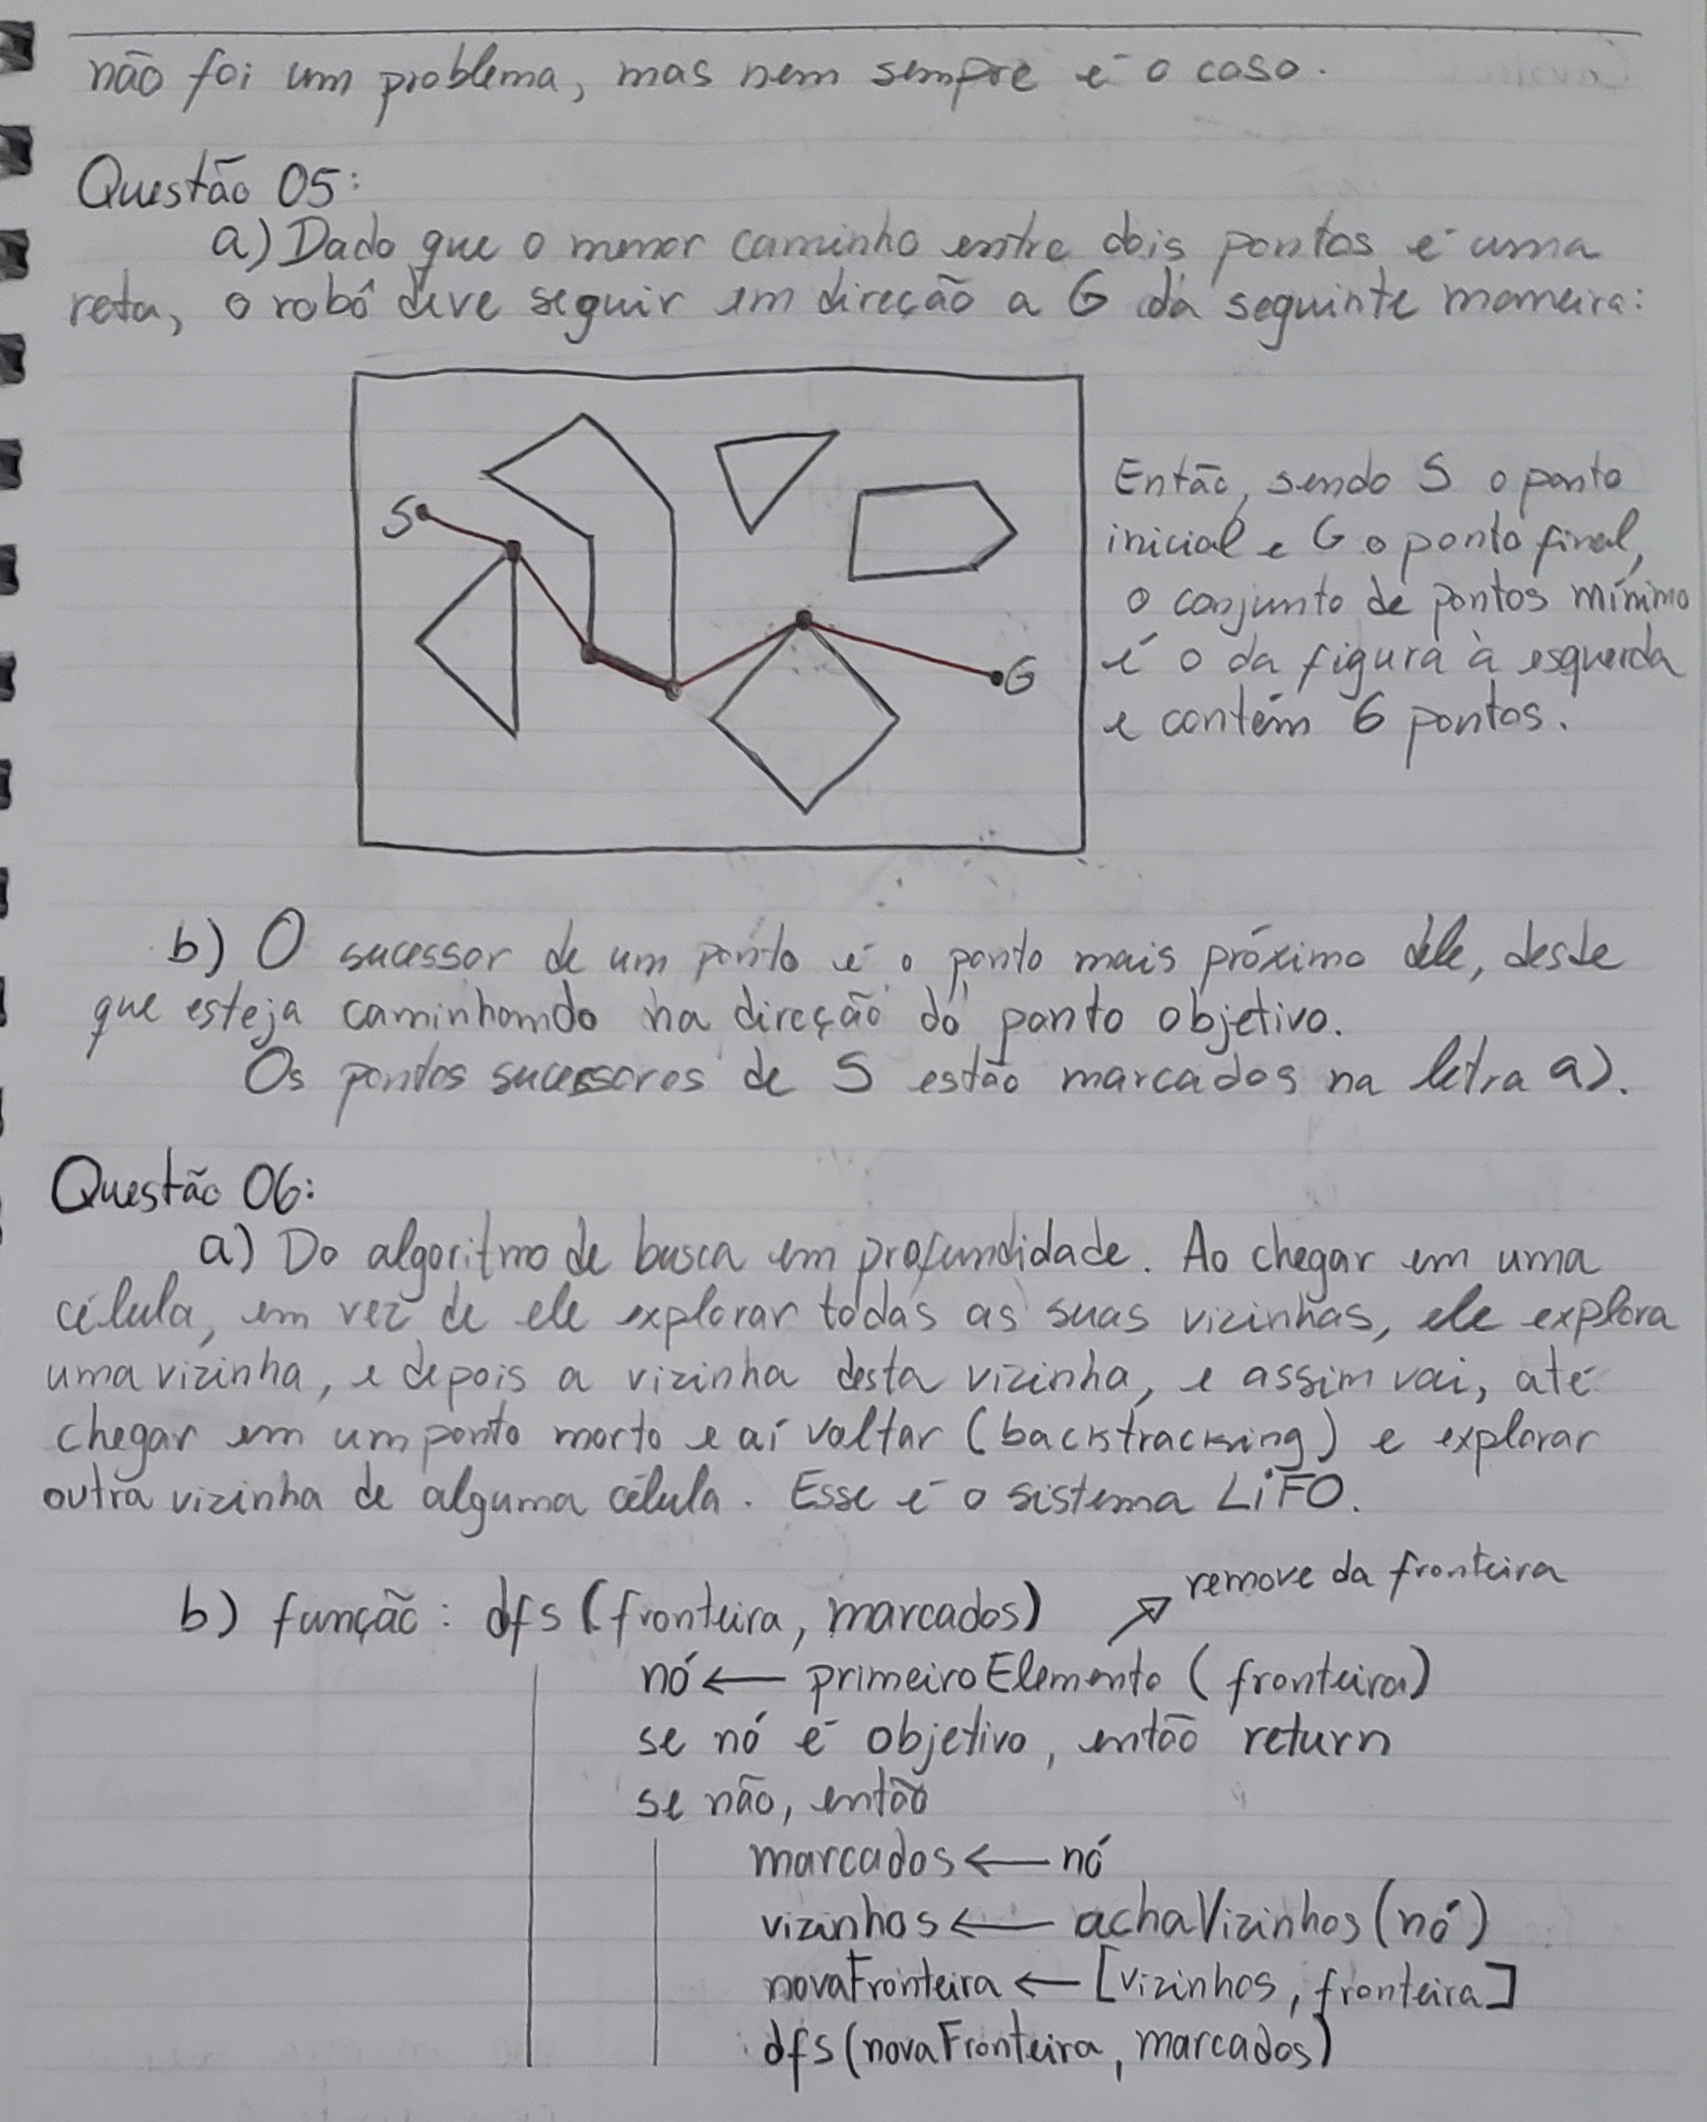 não foi um problema, mas nem sempre é o caso.
Questão 05:
a) Dado que o menor caminho entre dois pontos é uma
reta, o robô deve seguir em direção a G da seguinte maneira:
S
G
Então, sendo S o ponto
inicial e G o ponto final,
o conjunto de pontos mínimo
é o da figura à esquerda
e contém 6 pontos.
b) O sucessor de um ponto é o ponto mais próximo dele, desde
que esteja caminhando na direção do ponto objetivo.
Os pontos sucessores de S estão marcados na letra a).
Questão 06:
a) Do algoritmo de busca em profundidade. Ao chegar em uma
célula, em vez de ele explorar todas as suas vizinhas, ele explora
uma vizinha, e depois a vizinha desta vizinha, e assim vai, até
chegar em um ponto morto e aí voltar (backtracking) e explorar
outra vizinha de alguma célula. Esse é o sistema LiFO.
remove da fronteira
b) função: dfs (fronteira, marcados)
nó ← primeiroElemento (fronteira)
se nó é objetivo, então return
se não, então
marcados ← nó
vizinhos ← achaVizinhos (nó)
novaFronteira ← [vizinhos, fronteira]
dfs (novaFronteira, marcados)